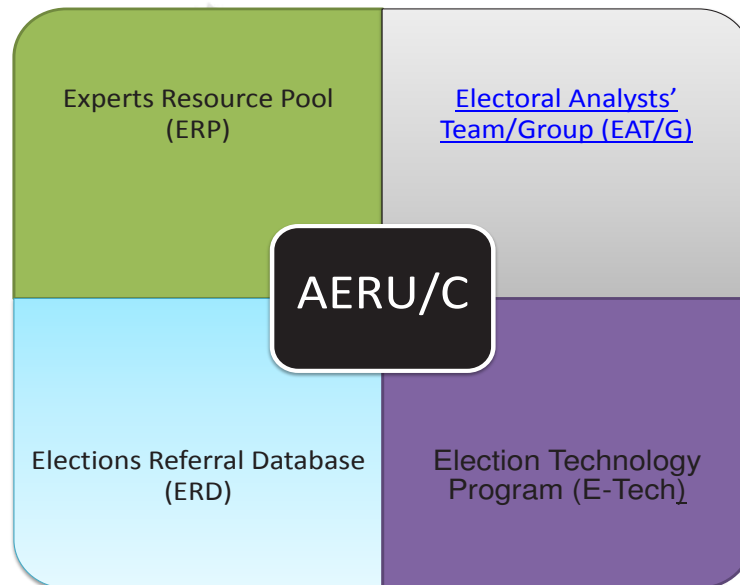 Experts Resource Pool
(ERP)
Electoral Analysts’
Team/Group (EAT/G)
AERU/C
Elections Referral Database
(ERD)
Election Technology
Program (E-Tech)